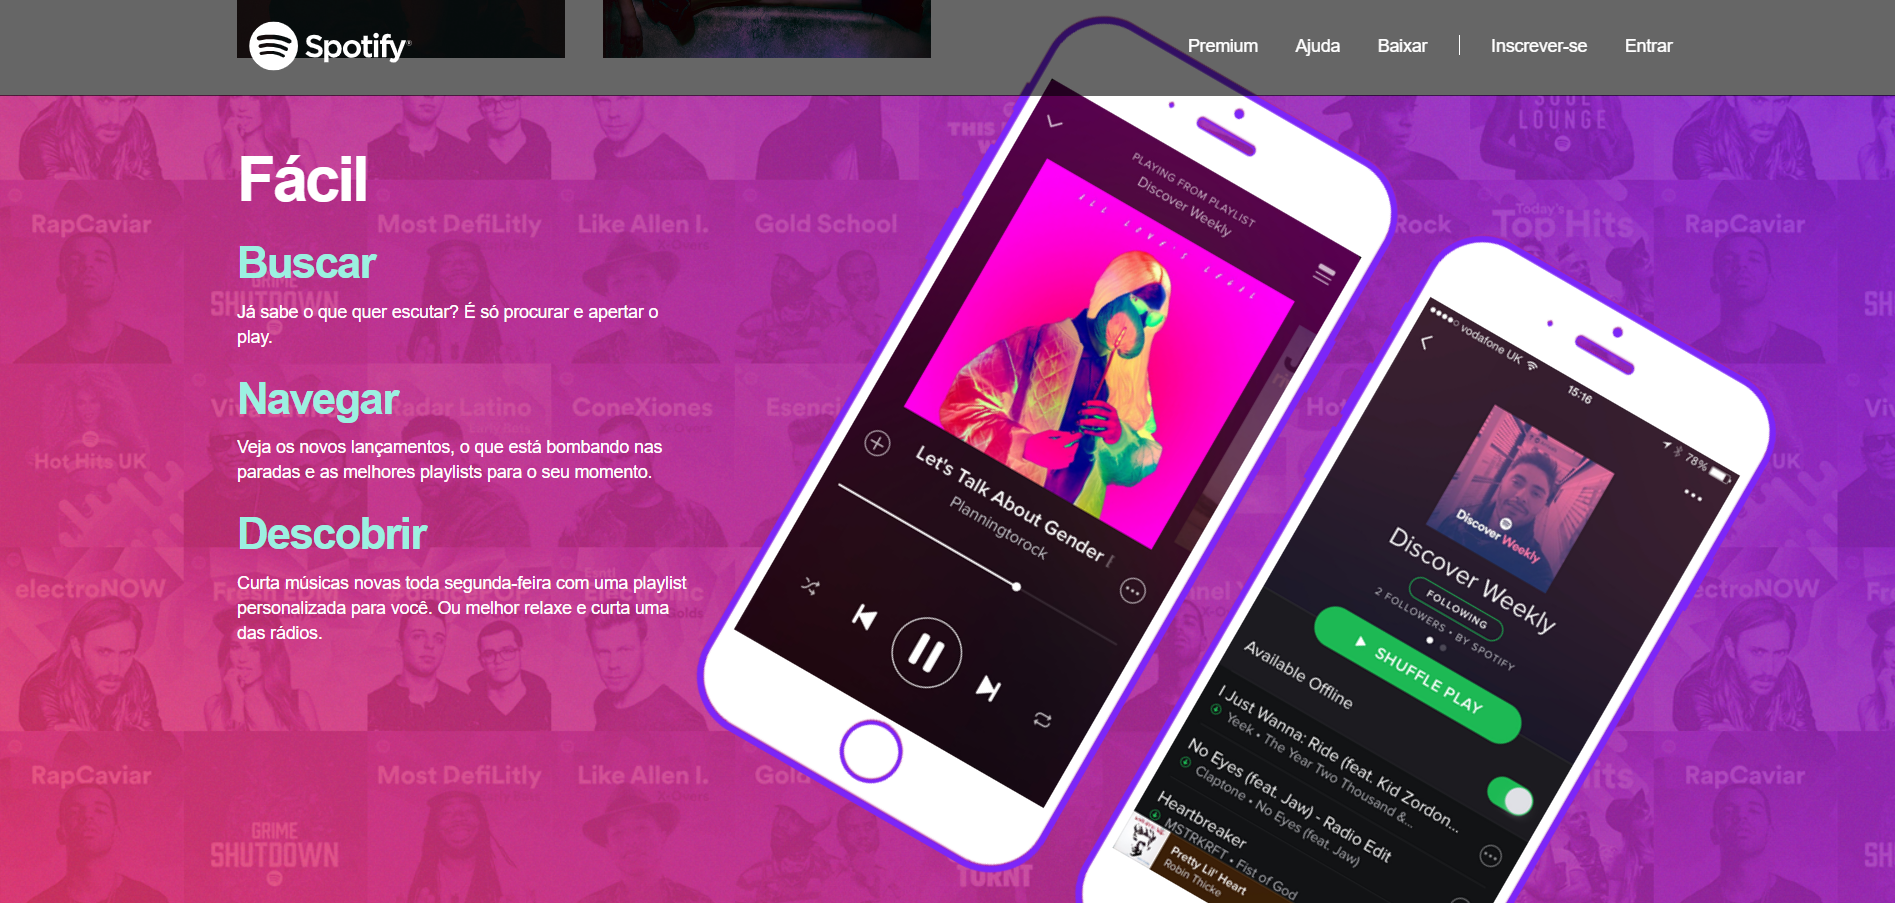 Spotify
Premium
Ajuda
Baixar
Inscrever-se
Entrar
Fácil
Buscar
Já sabe o que quer escutar? É só procurar e apertar o
play.
Navegar
Veja os novos lançamentos, o que está bombando nas
paradas e as melhores playlists para o seu momento.
Descobrir
Curta músicas novas toda segunda-feira com uma playlist
personalizada para você. Ou melhor relaxe e curta uma
das rádios.
PLAYING FROM PLAYLIST
Discover Weekly
ALL LOVE'S LEGAL
Let's Talk About Gender
Planningtorock
vodafone UK
15:16
78%
Discover Weekly
Discover Weekly
FOLLOWING
2 FOLLOWERS • BY SPOTIFY
SHUFFLE PLAY
Available Offline
I Just Wanna: Ride (feat. Kid Zordon...
Yeek • The Year Two Thousand &...
No Eyes (feat. Jaw) - Radio Edit
Claptone • No Eyes (feat. Jaw)
Heartbreaker
MSTRKRFT • Fist of God
Pretty Lil' Heart
Robin Thicke
SOUL
LOUNGE
RapCaviar
Most DefiLitly
Like Allen I.
Gold School
Rock
Today's
Top Hits
RapCaviar
GRIME
SHUTDOWN
Hot Hits UK
Radar Latino
ConeXiones
electroNOW
RapCaviar
Most DefiLitly
Like Allen I.
RapCaviar
GRIME
SHUTDOWN
TURNT